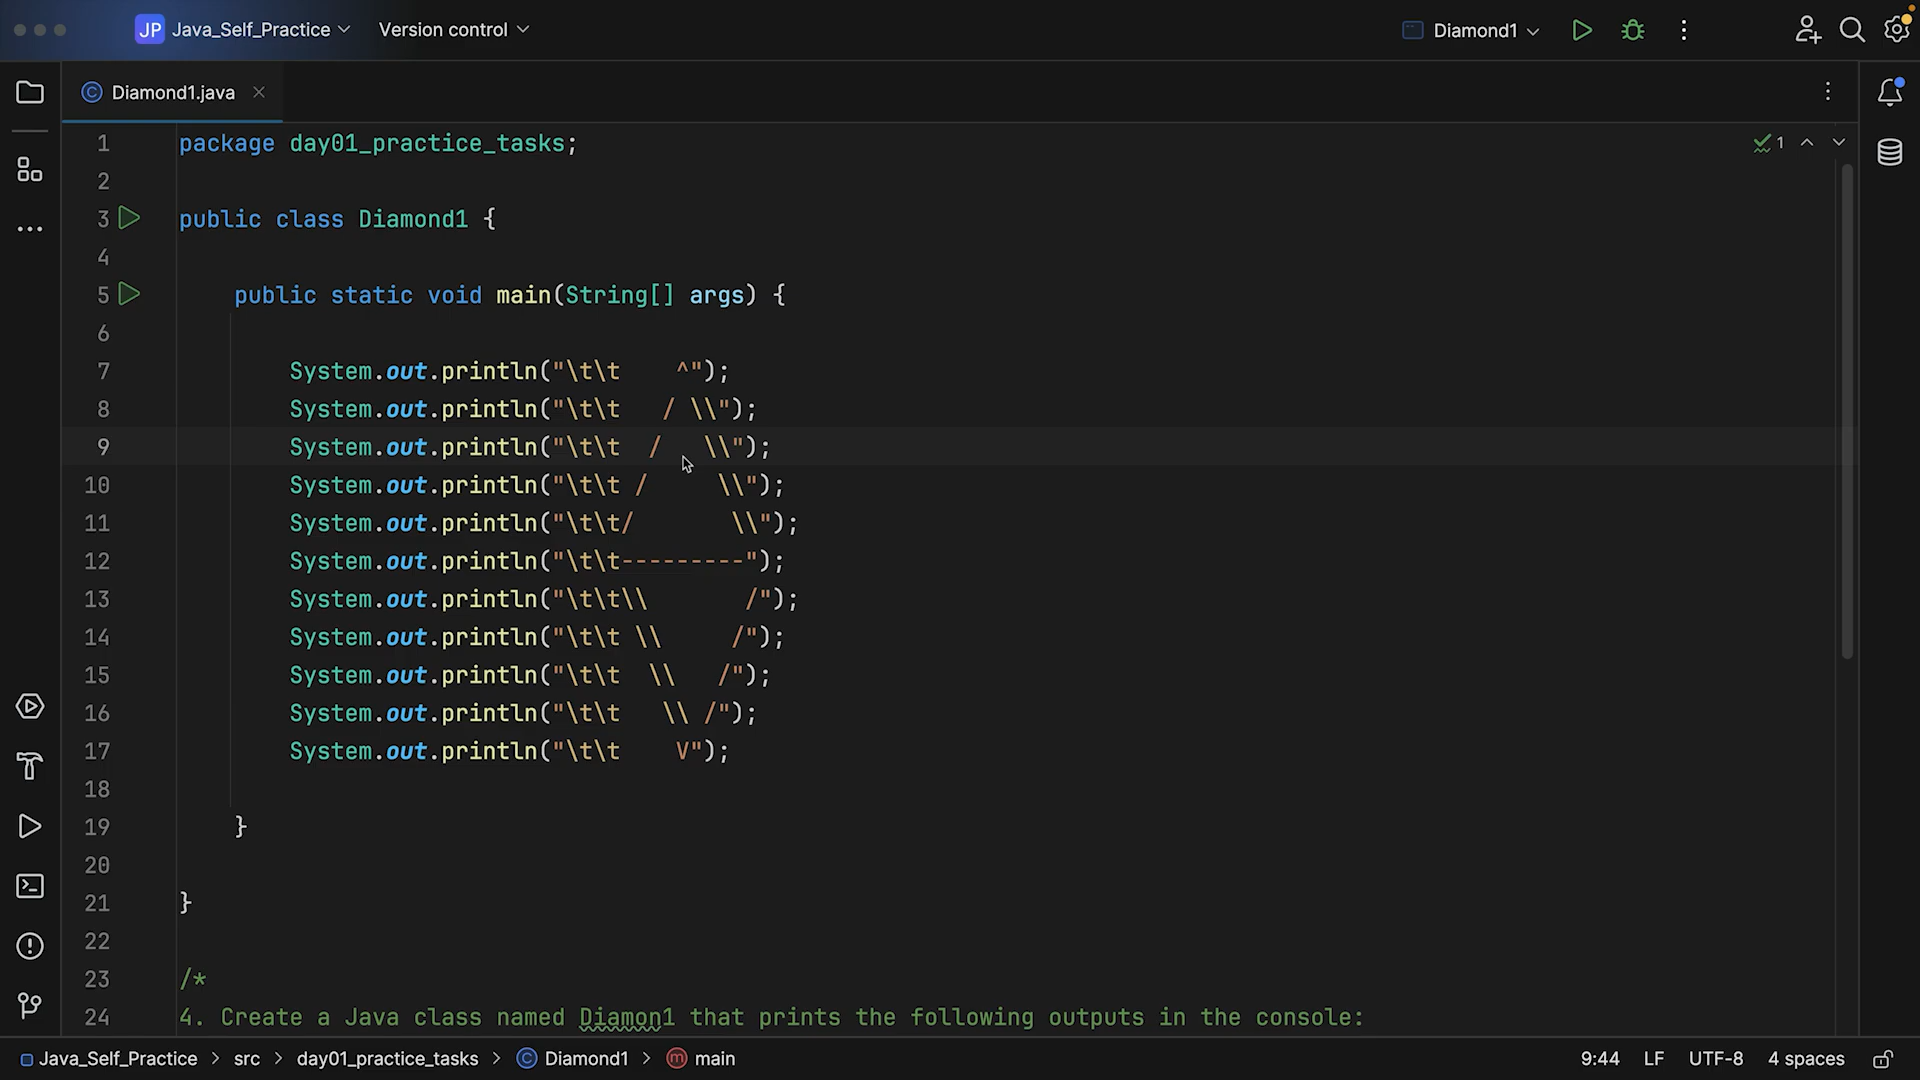 JP Java_Self_Practice Version control Diamond1
Diamond1.java
1 package day01_practice_tasks;
2
3 public class Diamond1 {
4
5     public static void main(String[] args) {
6
7         System.out.println("\t\t    ^");
8         System.out.println("\t\t   / \\");
9         System.out.println("\t\t  /   \\");
10         System.out.println("\t\t /     \\");
11         System.out.println("\t\t/       \\");
12         System.out.println("\t\t---------");
13         System.out.println("\t\t\\       /");
14         System.out.println("\t\t \\     /");
15         System.out.println("\t\t  \\   /");
16         System.out.println("\t\t   \\ /");
17         System.out.println("\t\t    V");
18
19     }
20
21 }
22
23 /*
24 4. Create a Java class named Diamon1 that prints the following outputs in the console:
1
Java_Self_Practice > src > day01_practice_tasks > Diamond1 > main 9:44 LF UTF-8 4 spaces